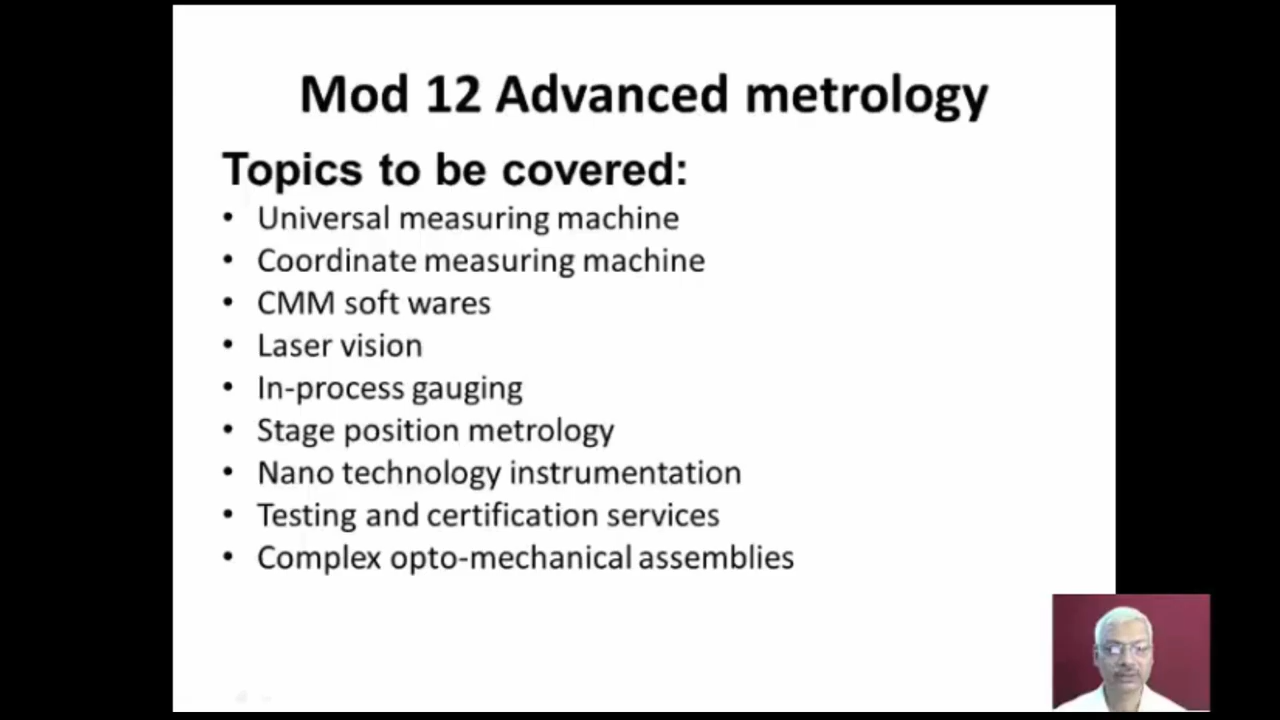 Mod 12 Advanced metrology
Topics to be covered:
• Universal measuring machine
• Coordinate measuring machine
• CMM soft wares
• Laser vision
• In-process gauging
• Stage position metrology
• Nano technology instrumentation
• Testing and certification services
• Complex opto-mechanical assemblies